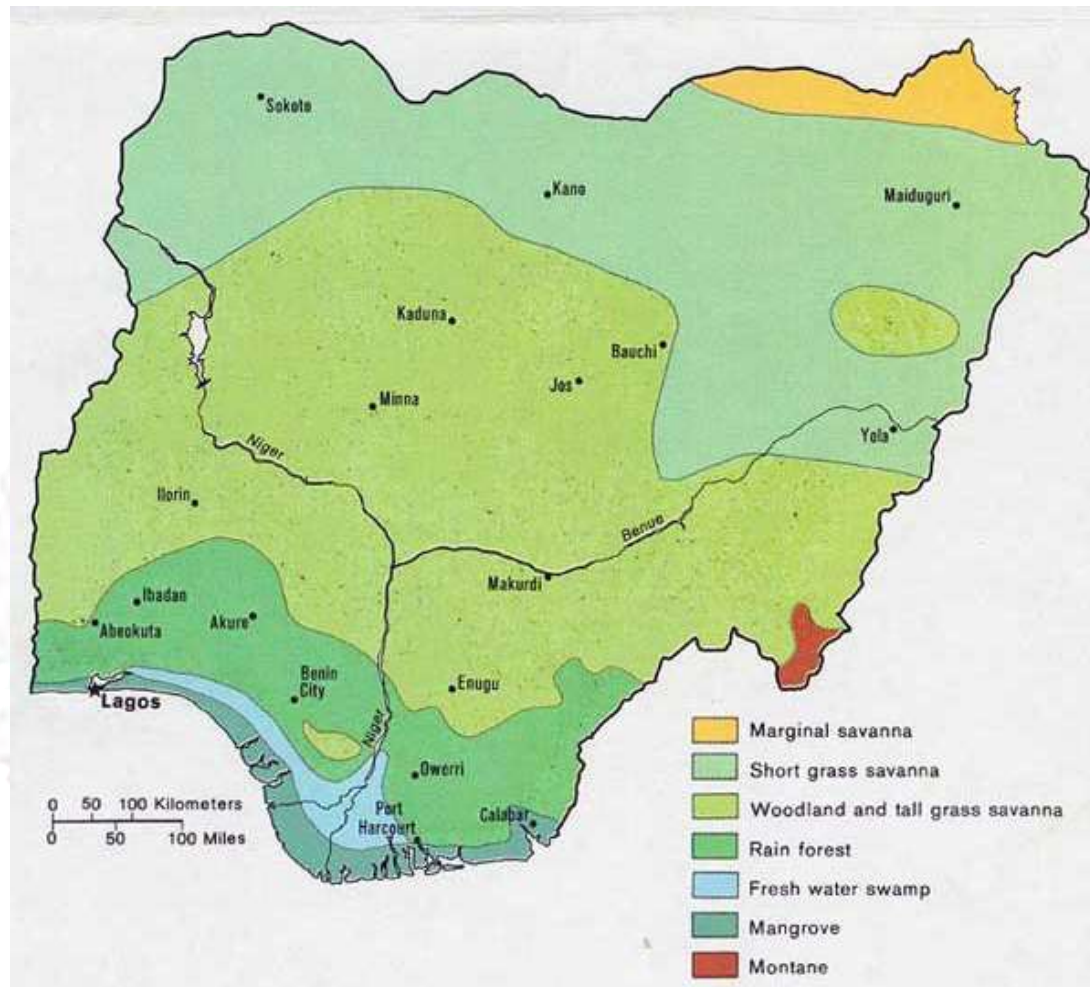 Sokoto
Kano
Maiduguri
Kaduna
Bauchi
Jos
Minna
Yola
Niger
Ilorin
Benue
Makurdi
Ibadan
Akure
Abeokuta
Benin
City
Enugu
Lagos
Niger
Owerri
Port
Harcourt
Calabar
0 50 100 Kilometers
0 50 100 Miles
Marginal savanna
Short grass savanna
Woodland and tall grass savanna
Rain forest
Fresh water swamp
Mangrove
Montane